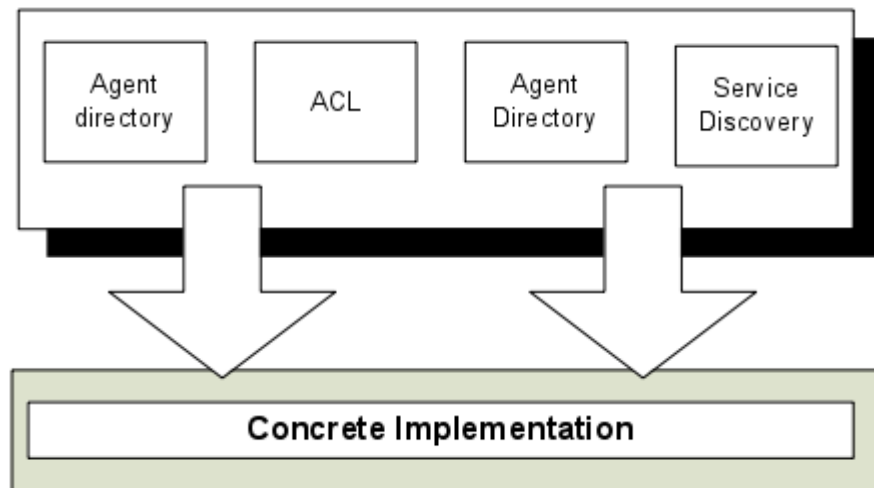 Agent
directory
ACL
Agent
Directory
Service
Discovery
Concrete Implementation